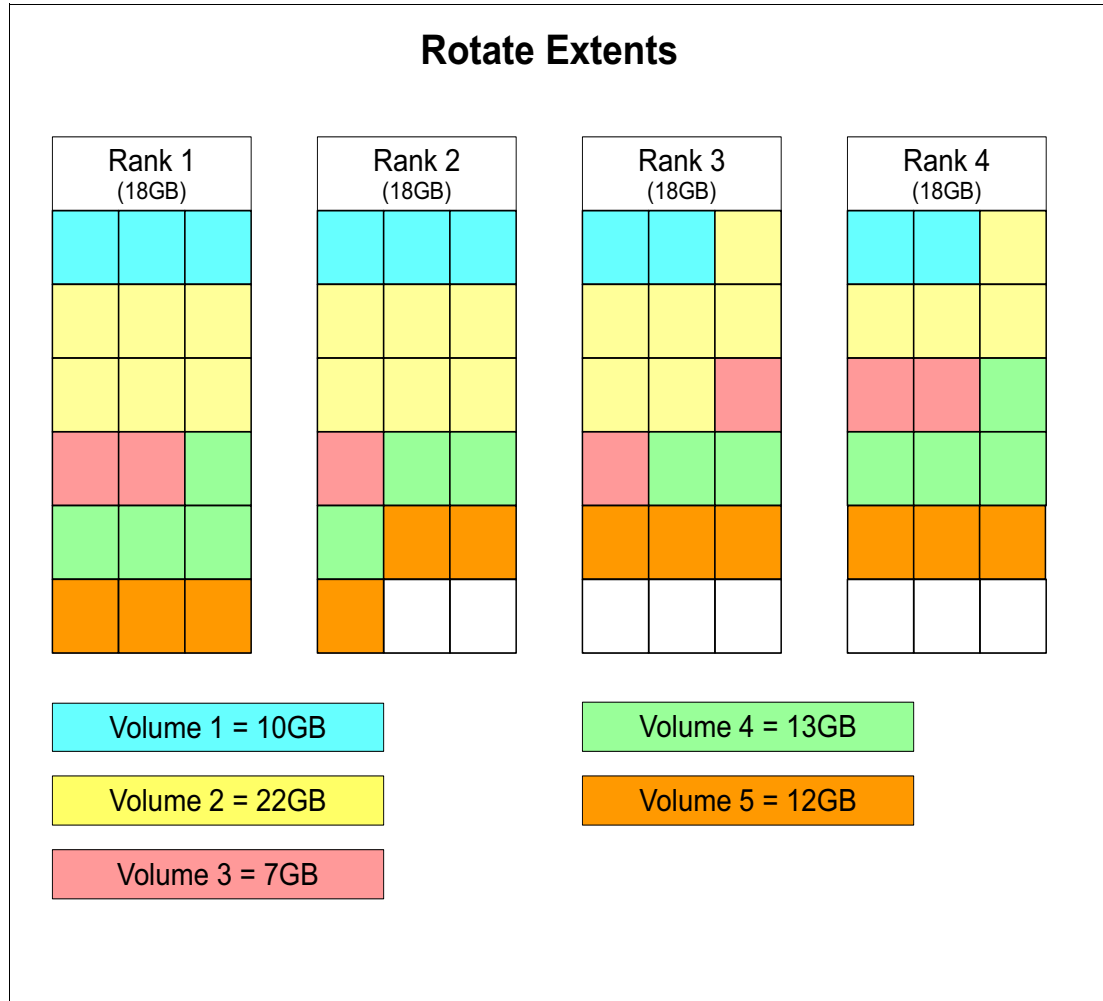 Rotate Extents
Rank 1
(18GB)
Rank 2
(18GB)
Rank 3
(18GB)
Rank 4
(18GB)
Volume 1 = 10GB
Volume 2 = 22GB
Volume 3 = 7GB
Volume 4 = 13GB
Volume 5 = 12GB